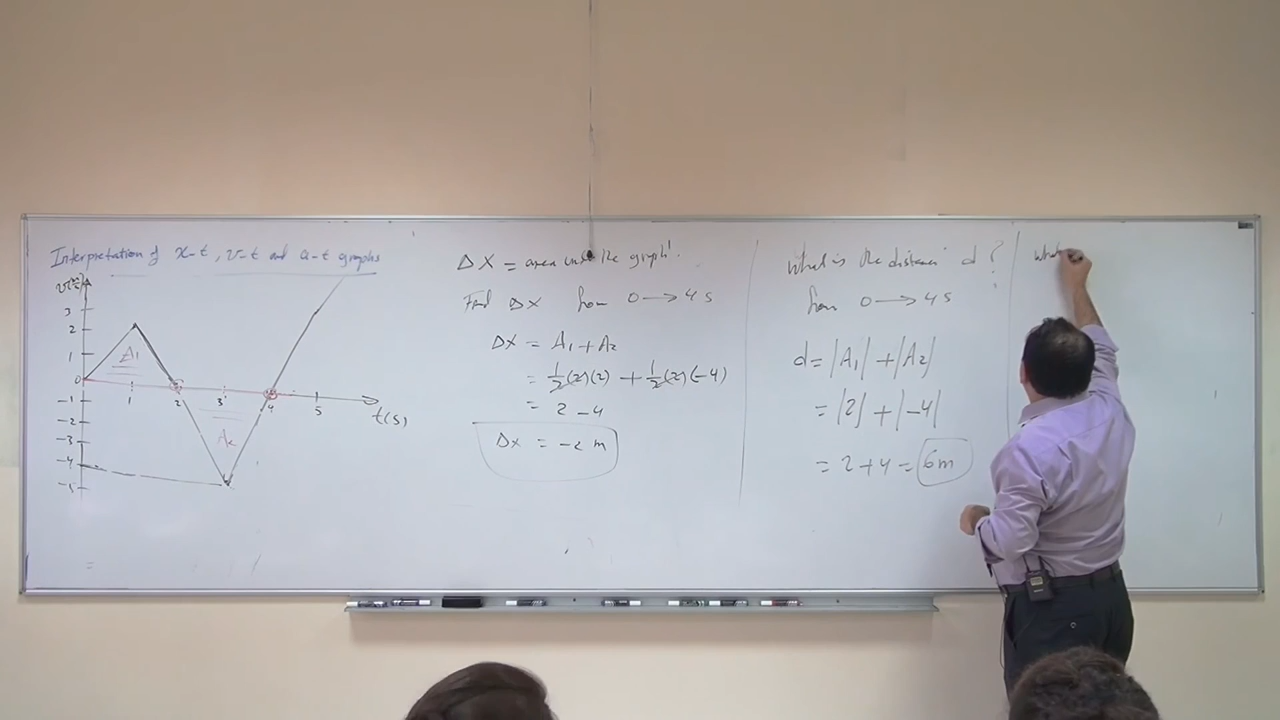 Interpretation of x-t, v-t and a-t graphs
v(m/s)
3
2
1
0
-1
-2
-3
-4
-5
1
2
3
4
5
t(s)
A₁
A₂
ΔX = area under the graph!
Find ΔX from 0 → 4 s
ΔX = A₁ + A₂
= 1/2(2)(2) + 1/2(2)(-4)
= 2 - 4
Δx = -2 m
What is the distance d?
from 0 → 4 s
d = |A₁| + |A₂|
= |2| + |-4|
= 2 + 4 = 6m
what